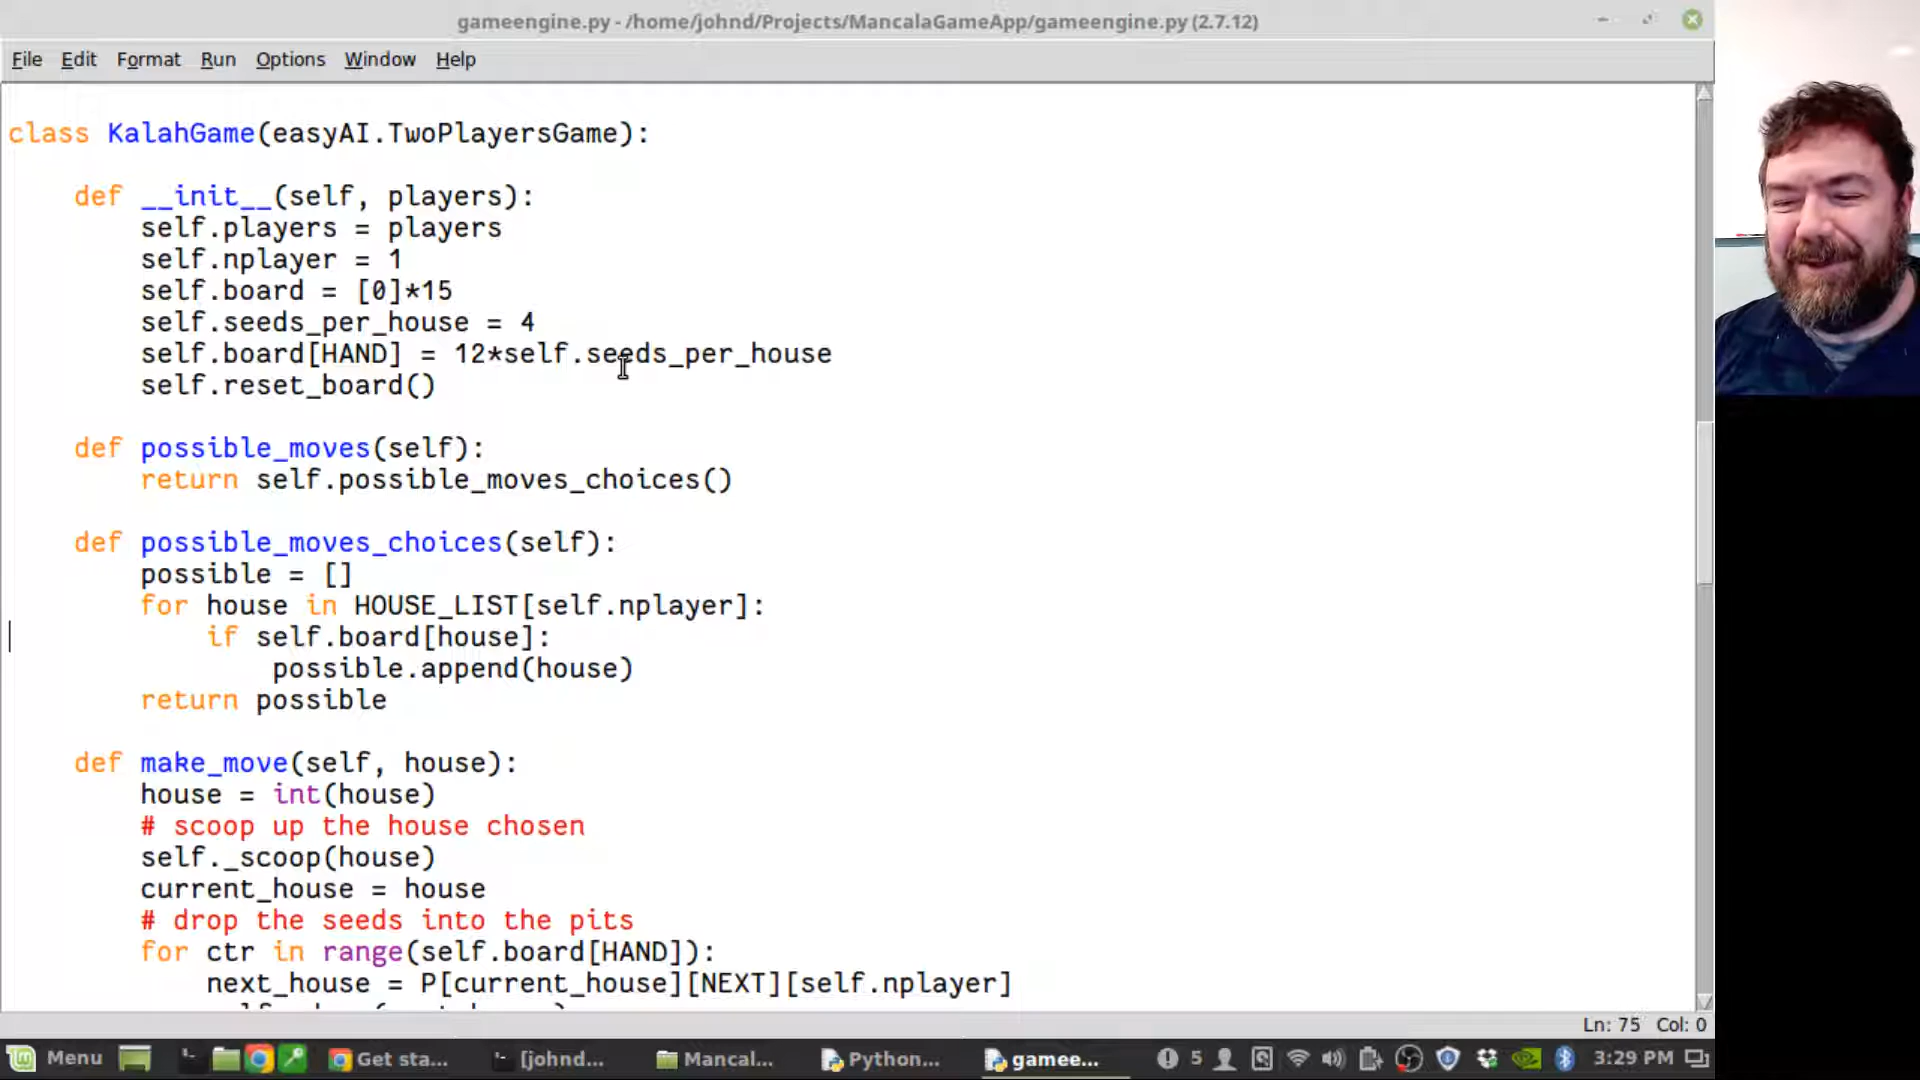 gameengine.py - /home/johnd/Projects/MancalaGameApp/gameengine.py (2.7.12)
File Edit Format Run Options Window Help
class KalahGame(easyAI.TwoPlayersGame):
def __init__(self, players):
self.players = players
self.nplayer = 1
self.board = [0]*15
self.seeds_per_house = 4
self.board[HAND] = 12*self.seeds_per_house
self.reset_board()
def possible_moves(self):
return self.possible_moves_choices()
def possible_moves_choices(self):
possible = []
for house in HOUSE_LIST[self.nplayer]:
if self.board[house]:
possible.append(house)
return possible
def make_move(self, house):
house = int(house)
# scoop up the house chosen
self._scoop(house)
current_house = house
# drop the seeds into the pits
for ctr in range(self.board[HAND]):
next_house = P[current_house][NEXT][self.nplayer]
Ln: 75 Col: 0
Menu Get sta... [johnd... Mancal... Python... gamee... 5 3:29 PM